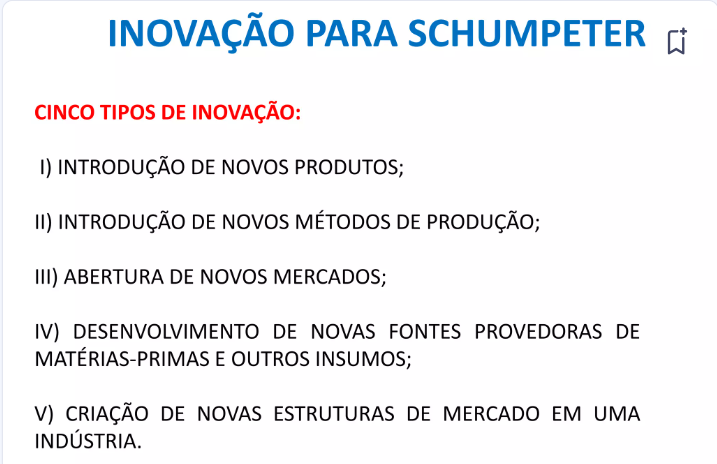 INOVAÇÃO PARA SCHUMPETER
CINCO TIPOS DE INOVAÇÃO:
I) INTRODUÇÃO DE NOVOS PRODUTOS;
II) INTRODUÇÃO DE NOVOS MÉTODOS DE PRODUÇÃO;
III) ABERTURA DE NOVOS MERCADOS;
IV) DESENVOLVIMENTO DE NOVAS FONTES PROVEDORAS DE
MATÉRIAS-PRIMAS E OUTROS INSUMOS;
V) CRIAÇÃO DE NOVAS ESTRUTURAS DE MERCADO EM UMA
INDÚSTRIA.